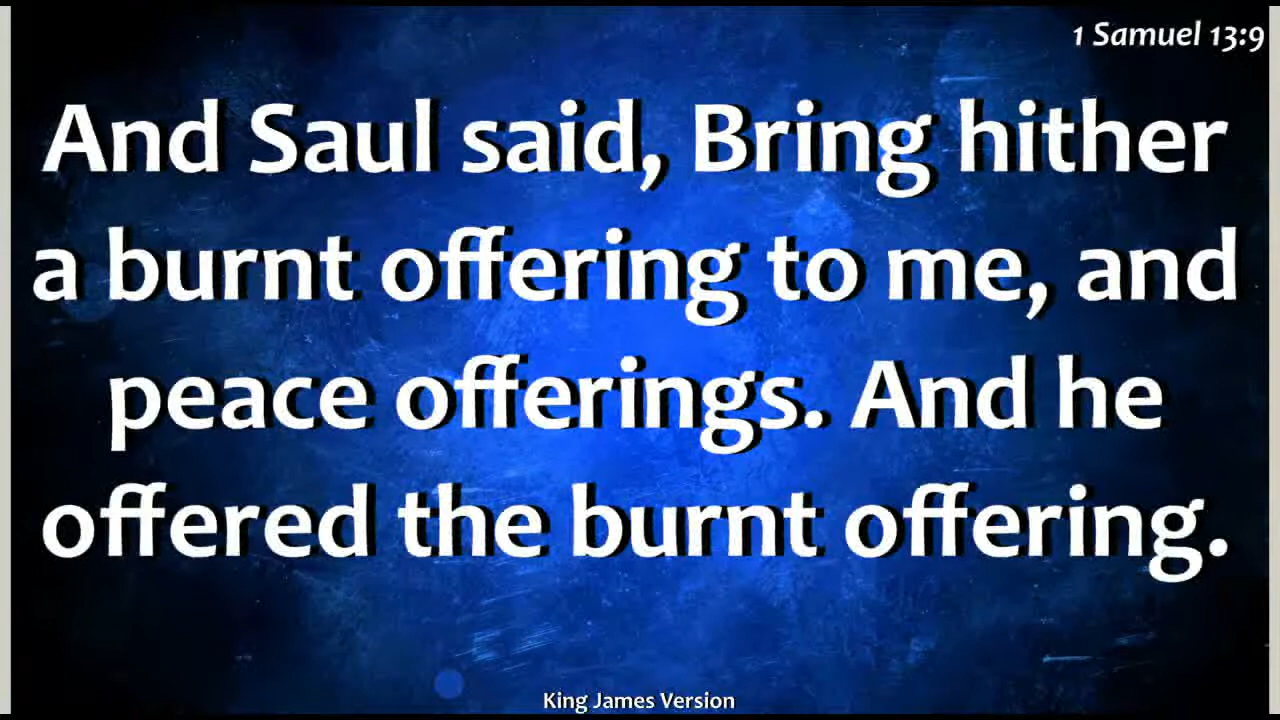 1 Samuel 13:9
And Saul said, Bring hither
a burnt offering to me, and
peace offerings. And he
offered the burnt offering.
King James Version